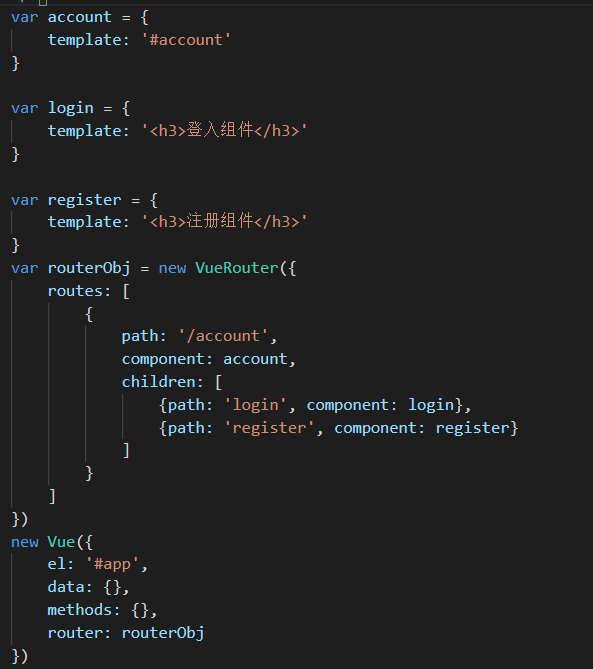 var account = {
    template: '#account'
}
var login = {
    template: '<h3>登入组件</h3>'
}
var register = {
    template: '<h3>注册组件</h3>'
}
var routerObj = new VueRouter({
    routes: [
        {
            path: '/account',
            component: account,
            children: [
                {path: 'login', component: login},
                {path: 'register', component: register}
            ]
        }
    ]
})
new Vue({
    el: '#app',
    data: {},
    methods: {},
    router: routerObj
})